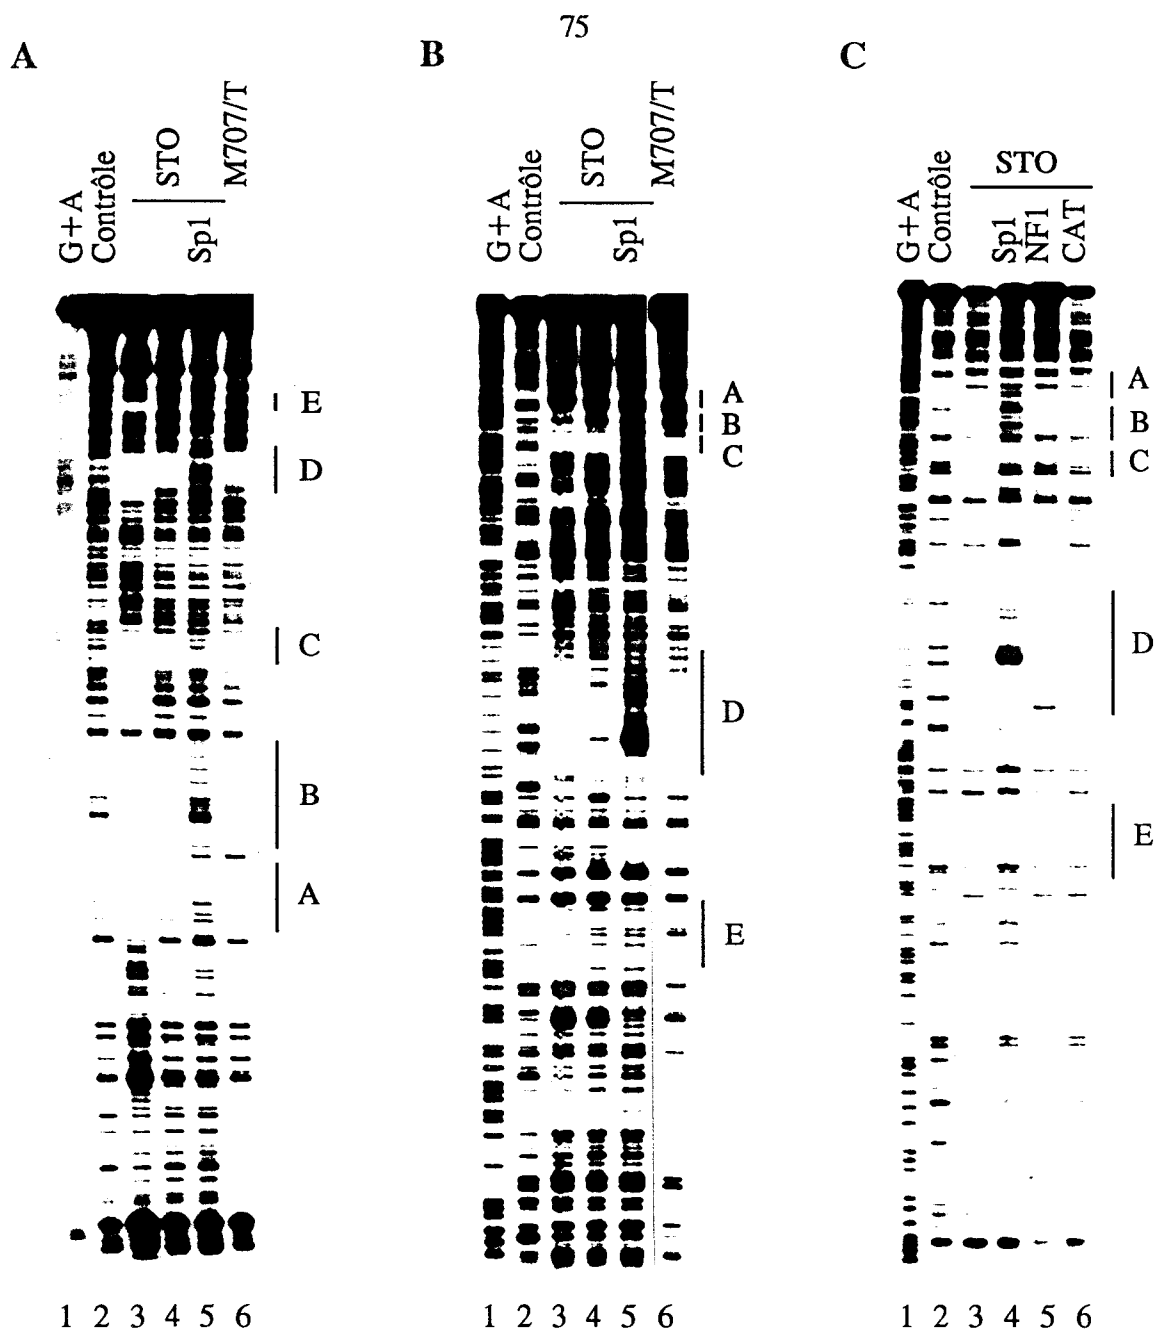 75
A
B
C
G+A
Contrôle
STO
Sp1
M707/T
G+A
Contrôle
STO
Sp1
M707/T
STO
G+A
Contrôle
Sp1
NF1
CAT
E
D
C
B
A
A
B
C
D
E
A
B
C
D
E
1 2 3 4 5 6
1 2 3 4 5 6
1 2 3 4 5 6